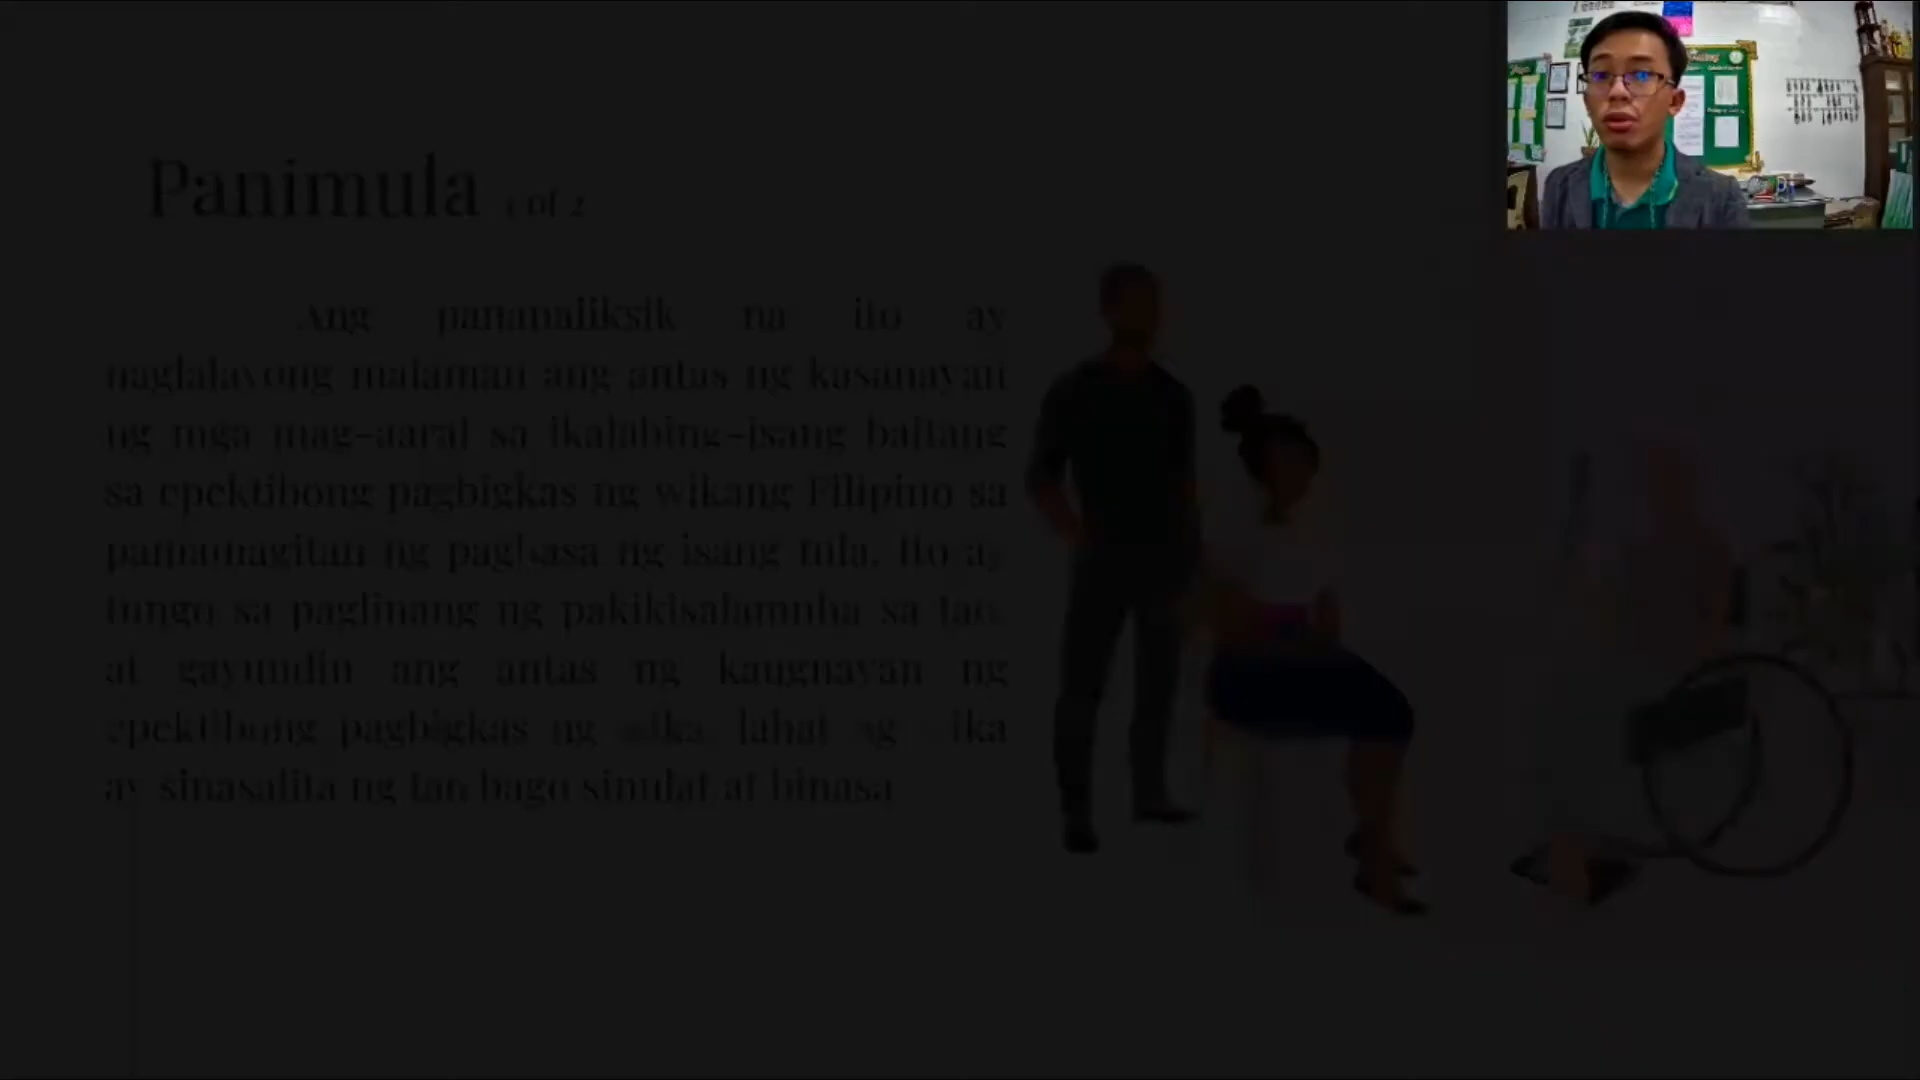 Panimula 1 of 2
Ang pananaliksik na ito ay
naglalayong malaman ang antas ng kasanayan
ng mga mag-aaral sa ikalabing-isang baitang
sa epektibong pagbigkas ng wikang Filipino sa
pamamagitan ng pagbasa ng isang tula. Ito ay
tungo sa paglinang ng pakikisalamuha sa
at gayundin ang antas ng kaugnayan ng
epektibong pagbigkas ng wika, lahat ng wika
ay sinasalita ng tao bago sinulat at binasa